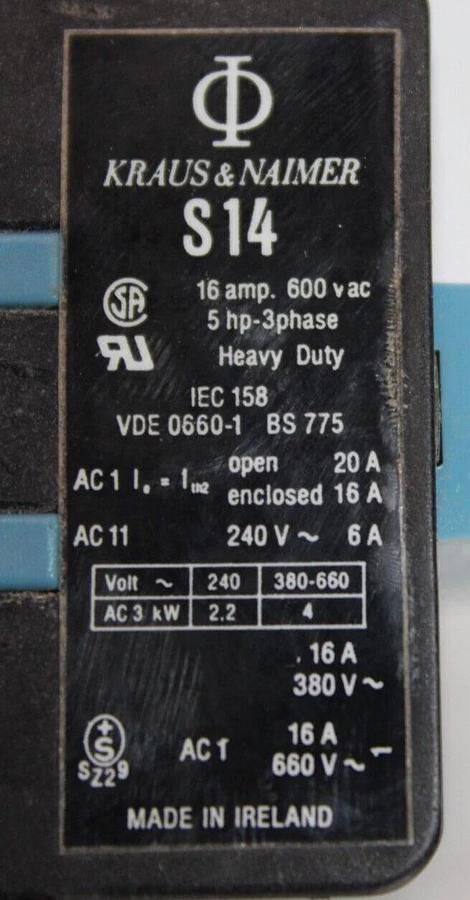 KRAUS & NAIMER
S14
16 amp. 600 vac
5 hp-3phase
Heavy Duty
IEC 158
VDE 0660-1 BS 775
AC 1 Ie = Ith2 open 20 A
enclosed 16 A
AC 11 240 V ~ 6 A
Volt ~ 240 380-660
AC 3 kW 2.2 4
16 A
380 V ~
+
S
SZ29
AC 1 16 A
660 V ~
MADE IN IRELAND